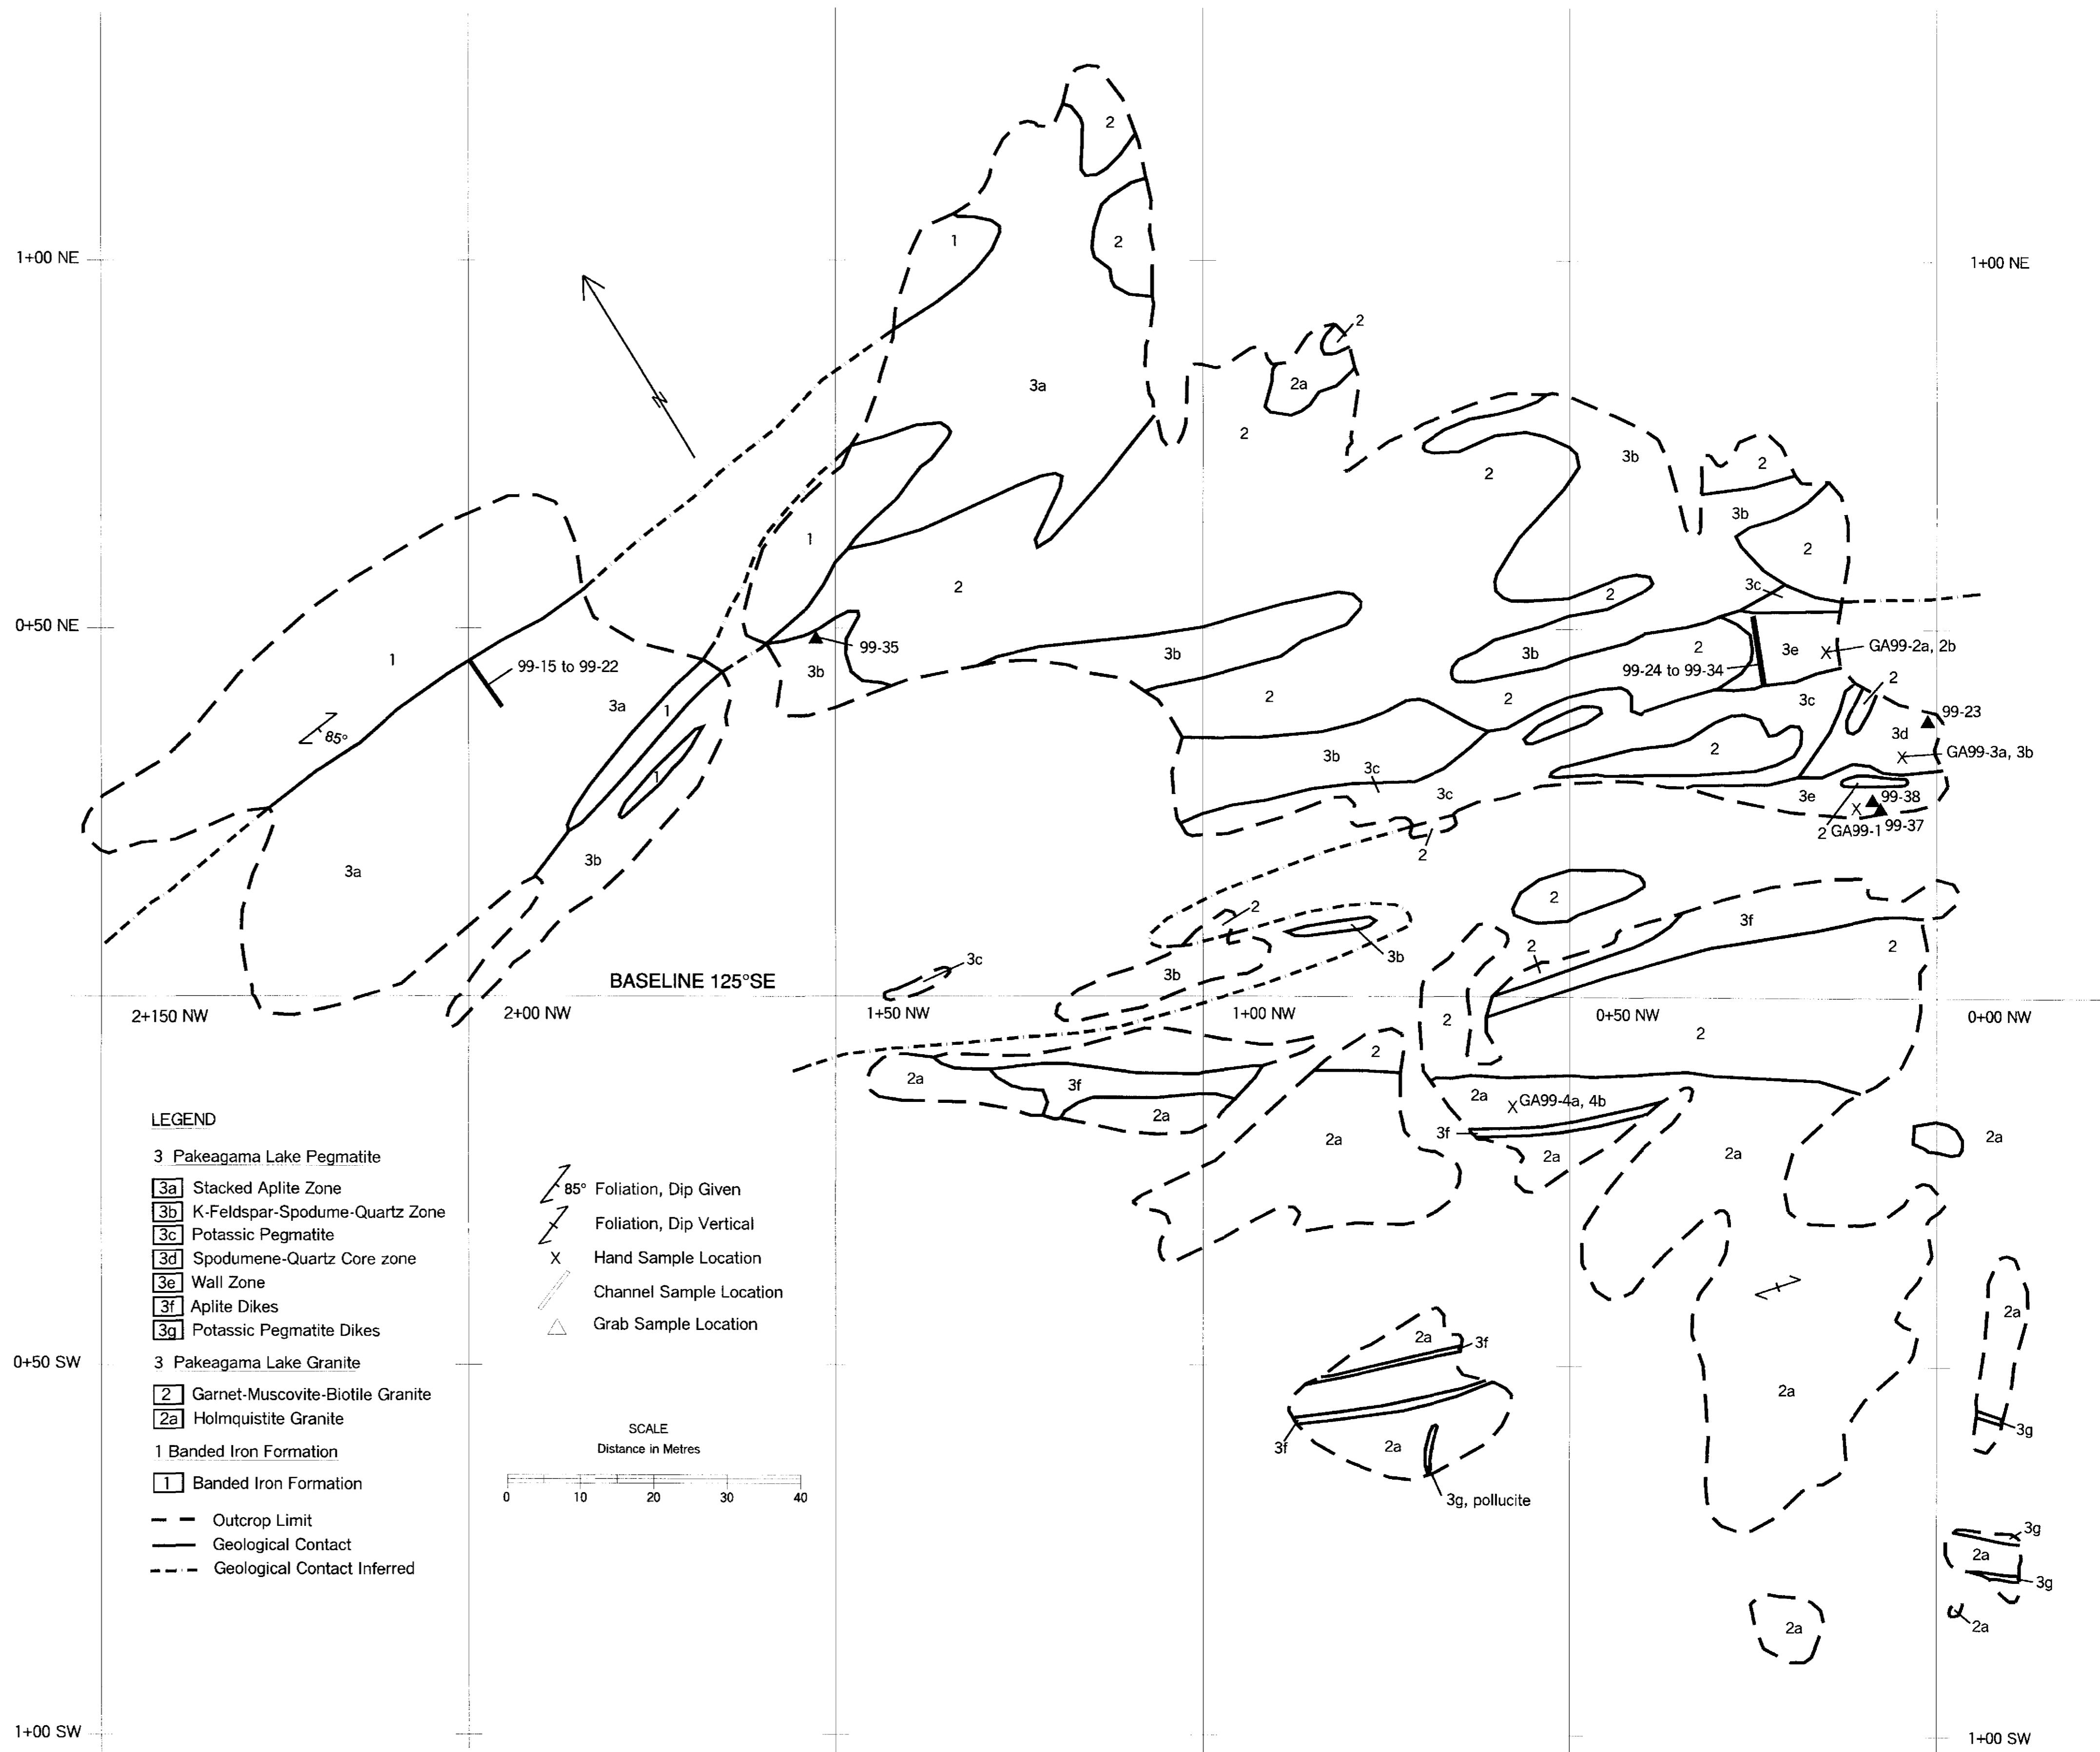 2
1
2
1+00 NE
1+00 NE
2
3a
2a
2
N
3b
2
2
3b
1
2
3c
2
2
0+50 NE
99-35
3b
3b
3b
2
3e
GA99-2a, 2b
1
99-15 to 99-22
99-24 to 99-34
2
3a
1
2
2
3c
99-23
85°
3d
2
GA99-3a, 3b
1
3b
3c
3c
3e
99-38
2 GA99-1 99-37
2
3b
3a
2
2
3f
2
2
3c
3b
3b
BASELINE 125°SE
2+150 NW
2+00 NW
1+50 NW
1+00 NW
2
0+50 NW
0+00 NW
2
2
2a
3f
2a
GA99-4a, 4b
2a
3f
2a
2a
2a
2a
LEGEND
3 Pakeagama Lake Pegmatite
3a Stacked Aplite Zone
3b K-Feldspar-Spodume-Quartz Zone
3c Potassic Pegmatite
3d Spodumene-Quartz Core zone
3e Wall Zone
3f Aplite Dikes
3g Potassic Pegmatite Dikes
3 Pakeagama Lake Granite
2 Garnet-Muscovite-Biotile Granite
2a Holmquistite Granite
1 Banded Iron Formation
1 Banded Iron Formation
Outcrop Limit
Geological Contact
Geological Contact Inferred
85° Foliation, Dip Given
Foliation, Dip Vertical
X Hand Sample Location
Channel Sample Location
Grab Sample Location
SCALE
Distance in Metres
0 10 20 30 40
2a
2a
3f
0+50 SW
2a
3g
3f
2a
3g, pollucite
3g
2a
3g
2a
2a
1+00 SW
1+00 SW